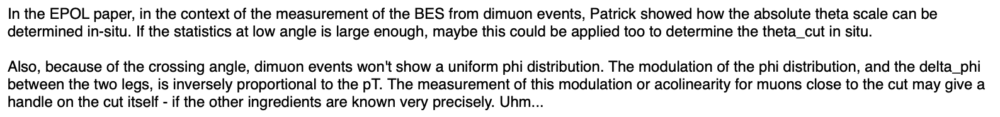 In the EPOL paper, in the context of the measurement of the BES from dimuon events, Patrick showed how the absolute theta scale can be
determined in-situ. If the statistics at low angle is large enough, maybe this could be applied too to determine the theta_cut in situ.
Also, because of the crossing angle, dimuon events won't show a uniform phi distribution. The modulation of the phi distribution, and the delta_phi
between the two legs, is inversely proportional to the pT. The measurement of this modulation or acolinearity for muons close to the cut may give a
handle on the cut itself - if the other ingredients are known very precisely. Uhm...